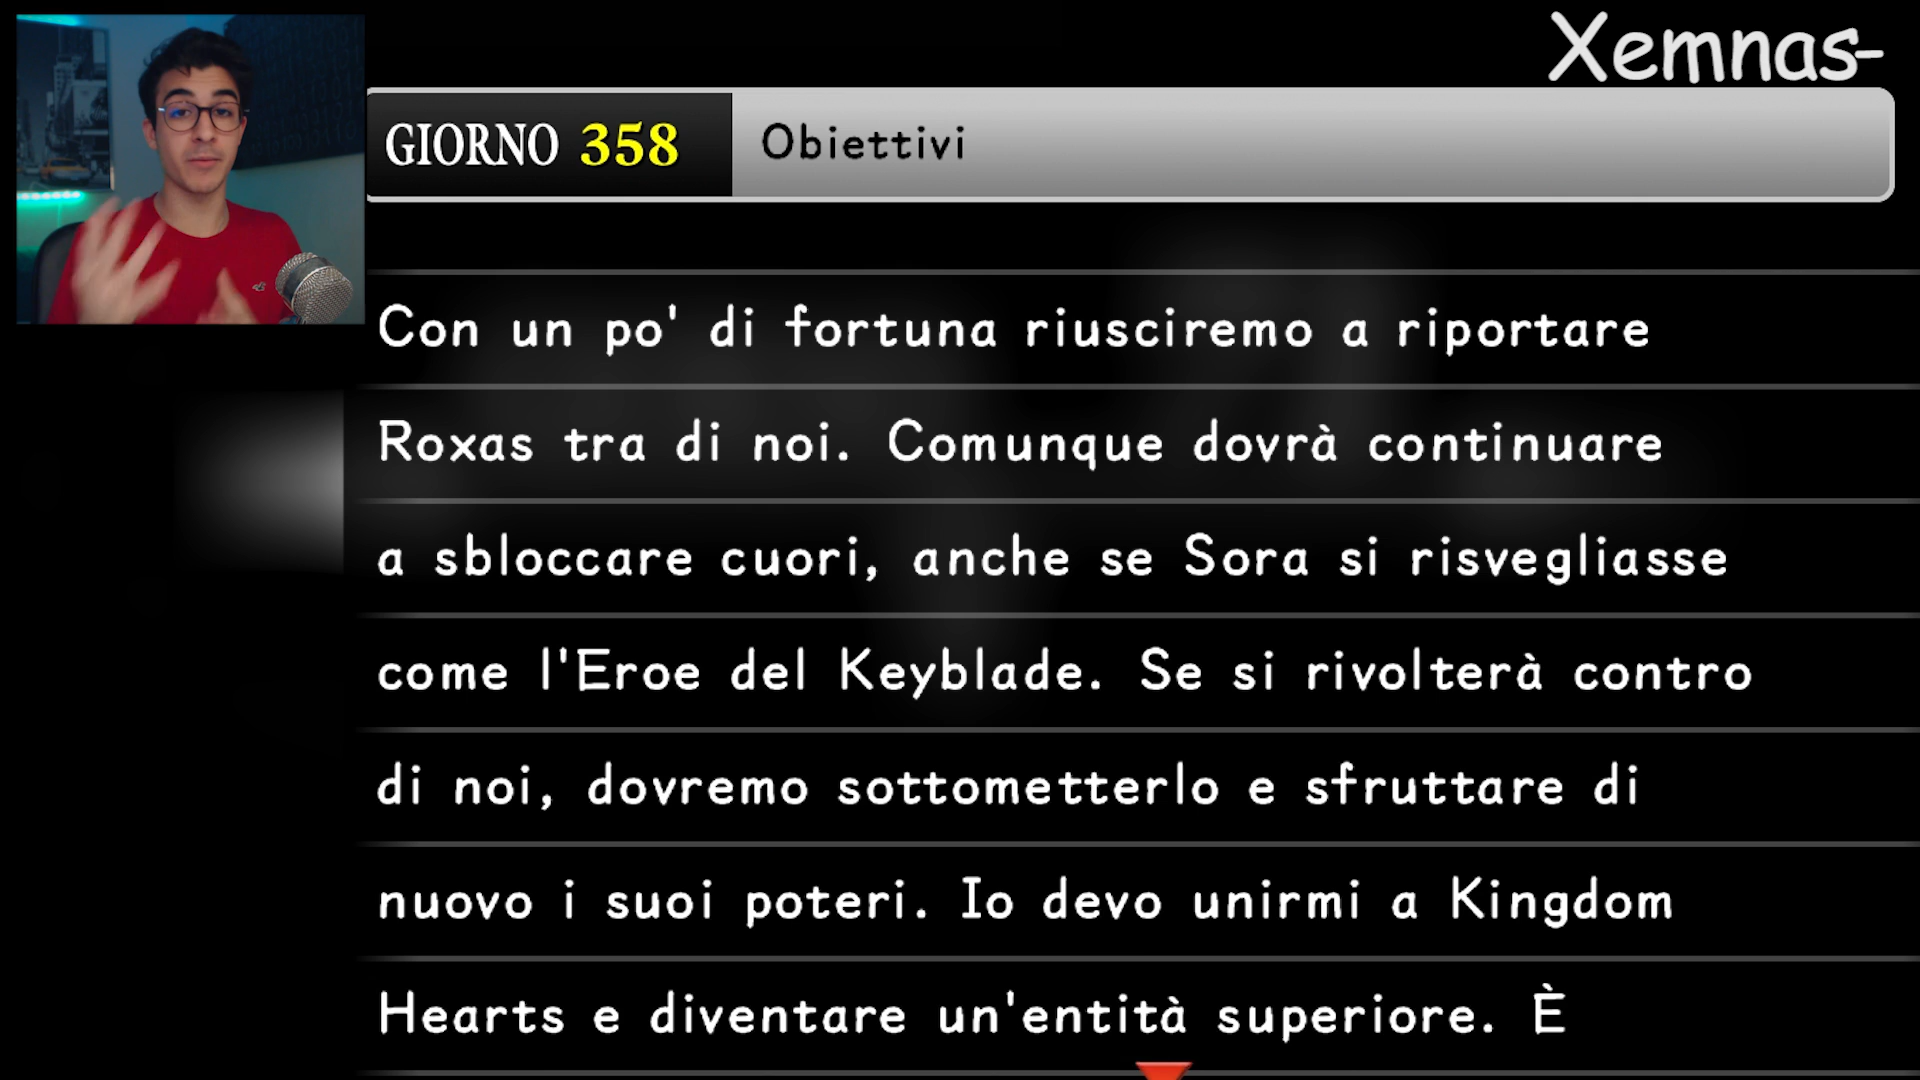 Xemnas-
GIORNO 358 Obiettivi
Con un po' di fortuna riusciremo a riportare
Roxas tra di noi. Comunque dovrà continuare
a sbloccare cuori, anche se Sora si risvegliasse
come l'Eroe del Keyblade. Se si rivolterà contro
di noi, dovremo sottometterlo e sfruttare di
nuovo i suoi poteri. Io devo unirmi a Kingdom
Hearts e diventare un'entità superiore. È